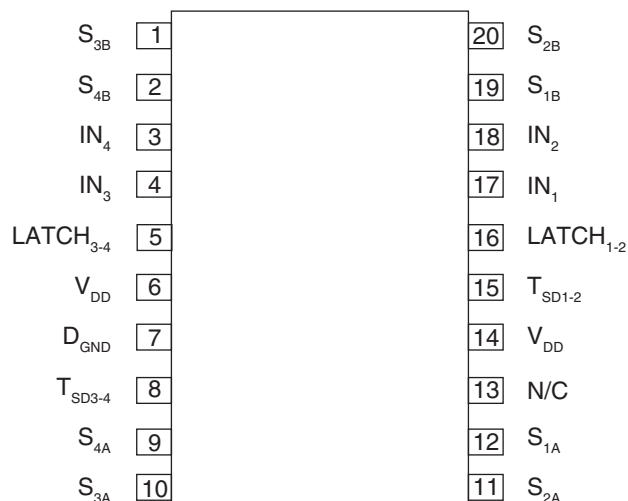 S3B 1 20 S2B
S4B 2 19 S1B
IN4 3 18 IN2
IN3 4 17 IN1
LATCH3-4 5 16 LATCH1-2
VDD 6 15 TSD1-2
DGND 7 14 VDD
TSD3-4 8 13 N/C
S4A 9 12 S1A
S3A 10 11 S2A